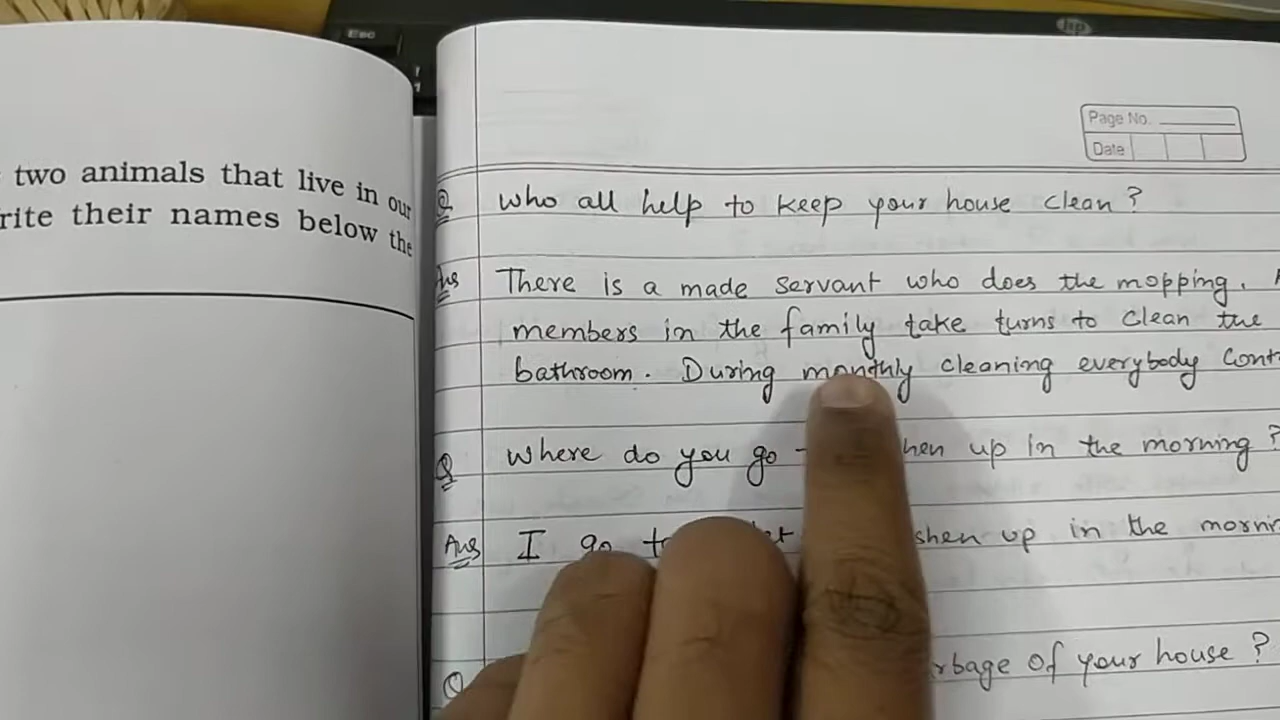 Esc
hp
two animals that live in our
rite their names below the
Page No.
Date
Q Who all help to keep your house clean?
Ans There is a made servant who does the mopping.
members in the family take turns to clean the
bathroom. During monthly cleaning everybody
Q Where do you go up in the morning?
Ans I go up in the
Q of your house?